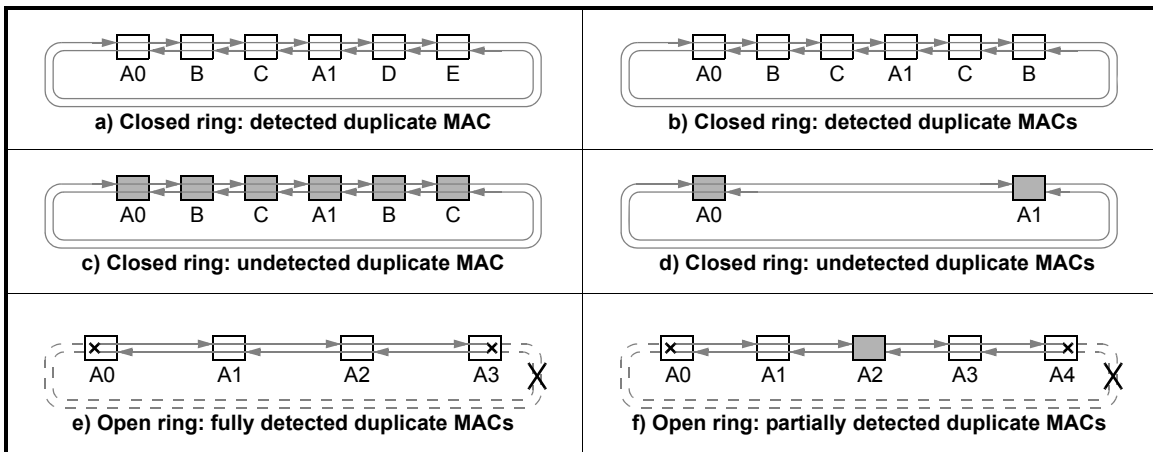 A0 B C A1 D E
a) Closed ring: detected duplicate MAC
A0 B C A1 C B
b) Closed ring: detected duplicate MACs
A0 B C A1 B C
c) Closed ring: undetected duplicate MAC
A0 A1
d) Closed ring: undetected duplicate MACs
A0 A1 A2 A3
e) Open ring: fully detected duplicate MACs
A0 A1 A2 A3 A4
f) Open ring: partially detected duplicate MACs